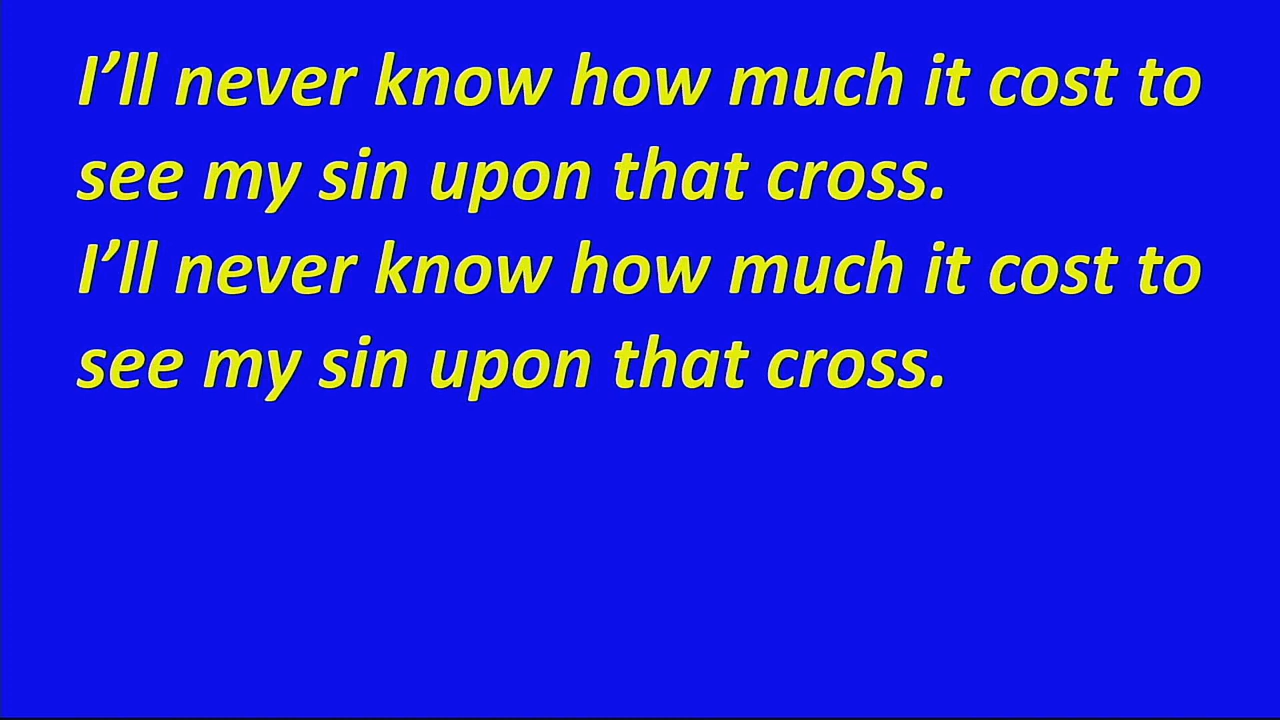 I’ll never know how much it cost to
see my sin upon that cross.
I’ll never know how much it cost to
see my sin upon that cross.